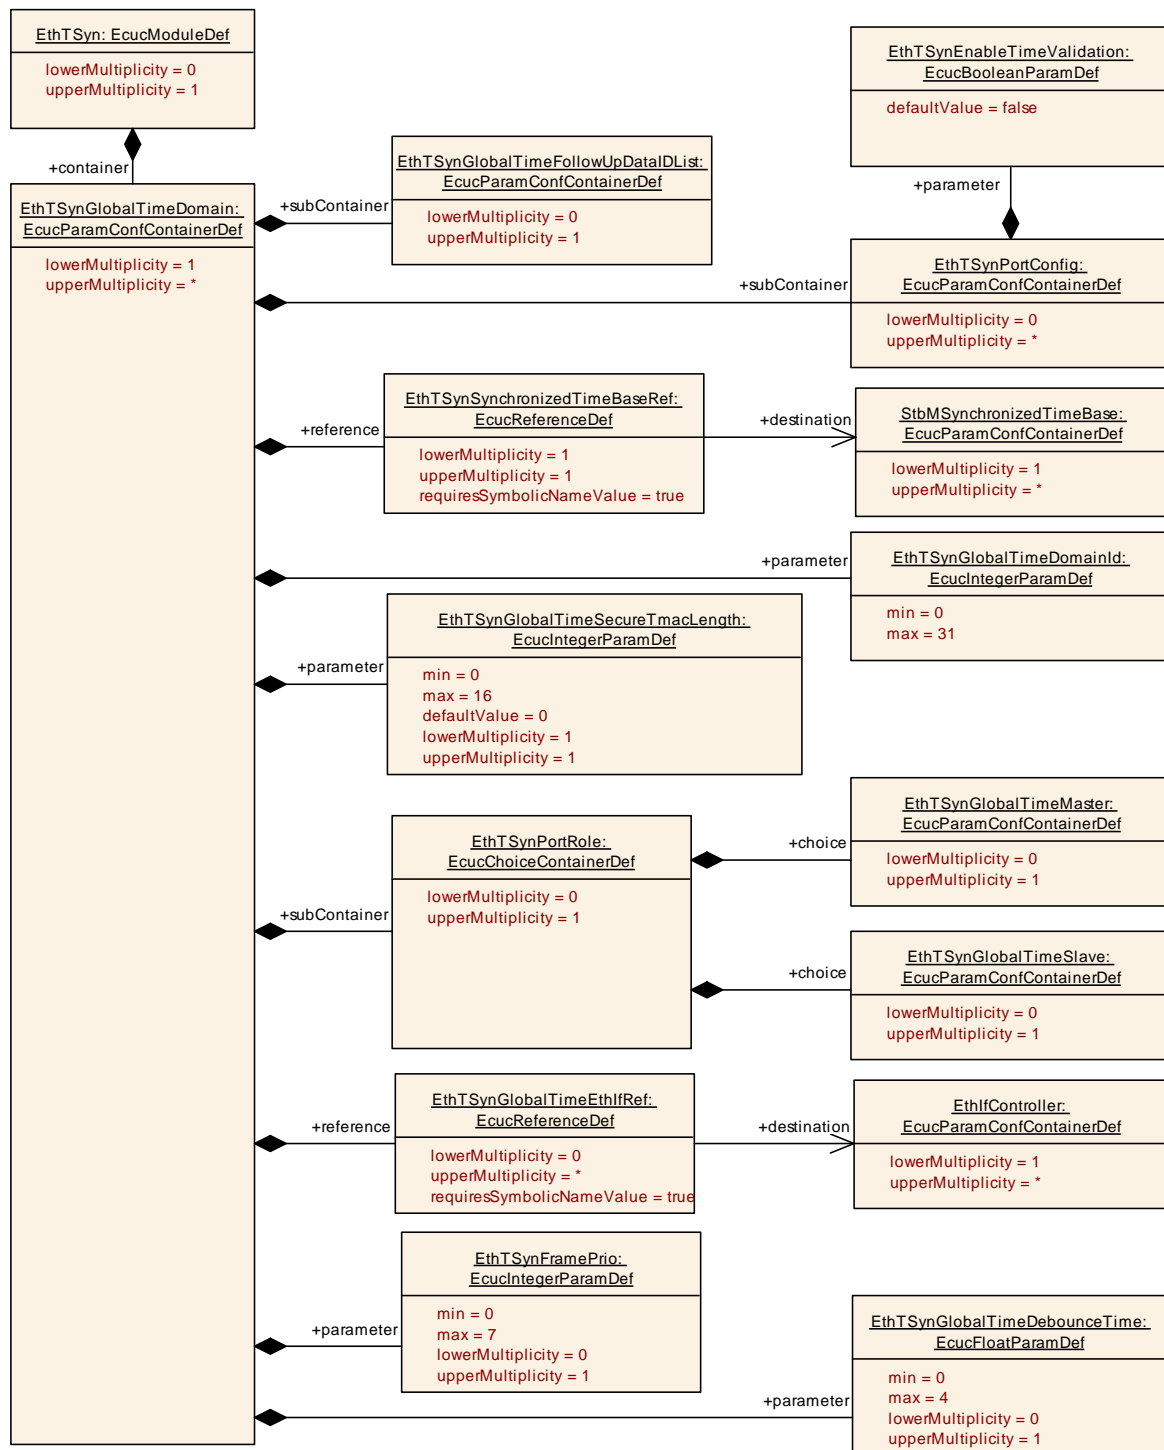 EthTSyn: EcucModuleDef
lowerMultiplicity = 0
upperMultiplicity = 1
+container
EthTSynGlobalTimeDomain:
EcucParamConfContainerDef
lowerMultiplicity = 1
upperMultiplicity = *
EthTSynEnableTimeValidation:
EcucBooleanParamDef
defaultValue = false
+parameter
+subContainer
EthTSynGlobalTimeFollowUpDataIDList:
EcucParamConfContainerDef
lowerMultiplicity = 0
upperMultiplicity = 1
+subContainer
EthTSynPortConfig:
EcucParamConfContainerDef
lowerMultiplicity = 0
upperMultiplicity = *
+reference
EthTSynSynchronizedTimeBaseRef:
EcucReferenceDef
lowerMultiplicity = 1
upperMultiplicity = 1
requiresSymbolicNameValue = true
+destination
StbMSynchronizedTimeBase:
EcucParamConfContainerDef
lowerMultiplicity = 1
upperMultiplicity = *
+parameter
EthTSynGlobalTimeDomainId:
EcucIntegerParamDef
min = 0
max = 31
+parameter
EthTSynGlobalTimeSecureTmacLength:
EcucIntegerParamDef
min = 0
max = 16
defaultValue = 0
lowerMultiplicity = 1
upperMultiplicity = 1
+subContainer
EthTSynPortRole:
EcucChoiceContainerDef
lowerMultiplicity = 0
upperMultiplicity = 1
+choice
EthTSynGlobalTimeMaster:
EcucParamConfContainerDef
lowerMultiplicity = 0
upperMultiplicity = 1
+choice
EthTSynGlobalTimeSlave:
EcucParamConfContainerDef
lowerMultiplicity = 0
upperMultiplicity = 1
+reference
EthTSynGlobalTimeEthIfRef:
EcucReferenceDef
lowerMultiplicity = 0
upperMultiplicity = *
requiresSymbolicNameValue = true
+destination
EthIfController:
EcucParamConfContainerDef
lowerMultiplicity = 1
upperMultiplicity = *
+parameter
EthTSynFramePrio:
EcucIntegerParamDef
min = 0
max = 7
lowerMultiplicity = 0
upperMultiplicity = 1
+parameter
EthTSynGlobalTimeDebounceTime:
EcucFloatParamDef
min = 0
max = 4
lowerMultiplicity = 0
upperMultiplicity = 1